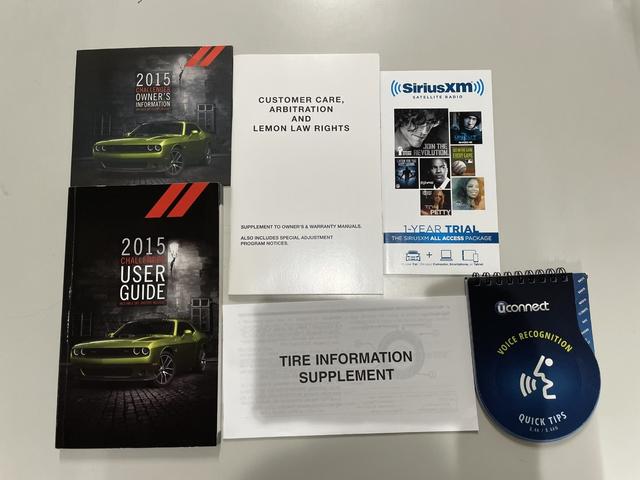 2015
CHALLENGER
OWNER'S
INFORMATION
CUSTOMER CARE,
ARBITRATION
AND
LEMON LAW RIGHTS
SUPPLEMENT TO OWNER'S & WARRANTY MANUALS.
ALSO INCLUDES SPECIAL ADJUSTMENT
PROGRAM NOTICES.
((SiriusXM))
SATELLITE RADIO
JOIN THE
REVOLUTION.
EVERY GAME
TOM
PETTY
1-YEAR TRIAL
THE SIRIUSXM ALL ACCESS PACKAGE
2015
CHALLENGER
USER
GUIDE
TIRE INFORMATION
SUPPLEMENT
uconnect
VOICE RECOGNITION
QUICK TIPS